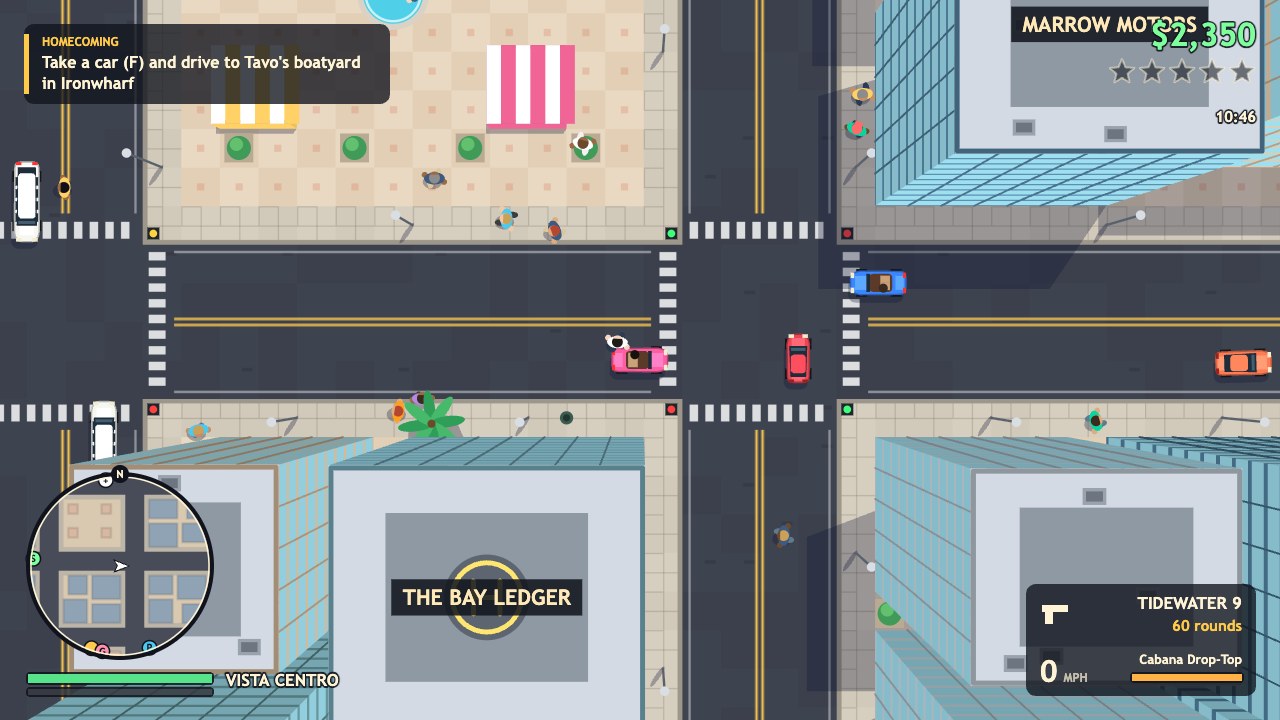 HOMECOMING
Take a car (F) and drive to Tavo's boatyard
in Ironwharf
MARROW MOTORS
$2,350
10:46
N
S
G
P
THE BAY LEDGER
VISTA CENTRO
TIDEWATER 9
60 rounds
Cabana Drop-Top
0 MPH